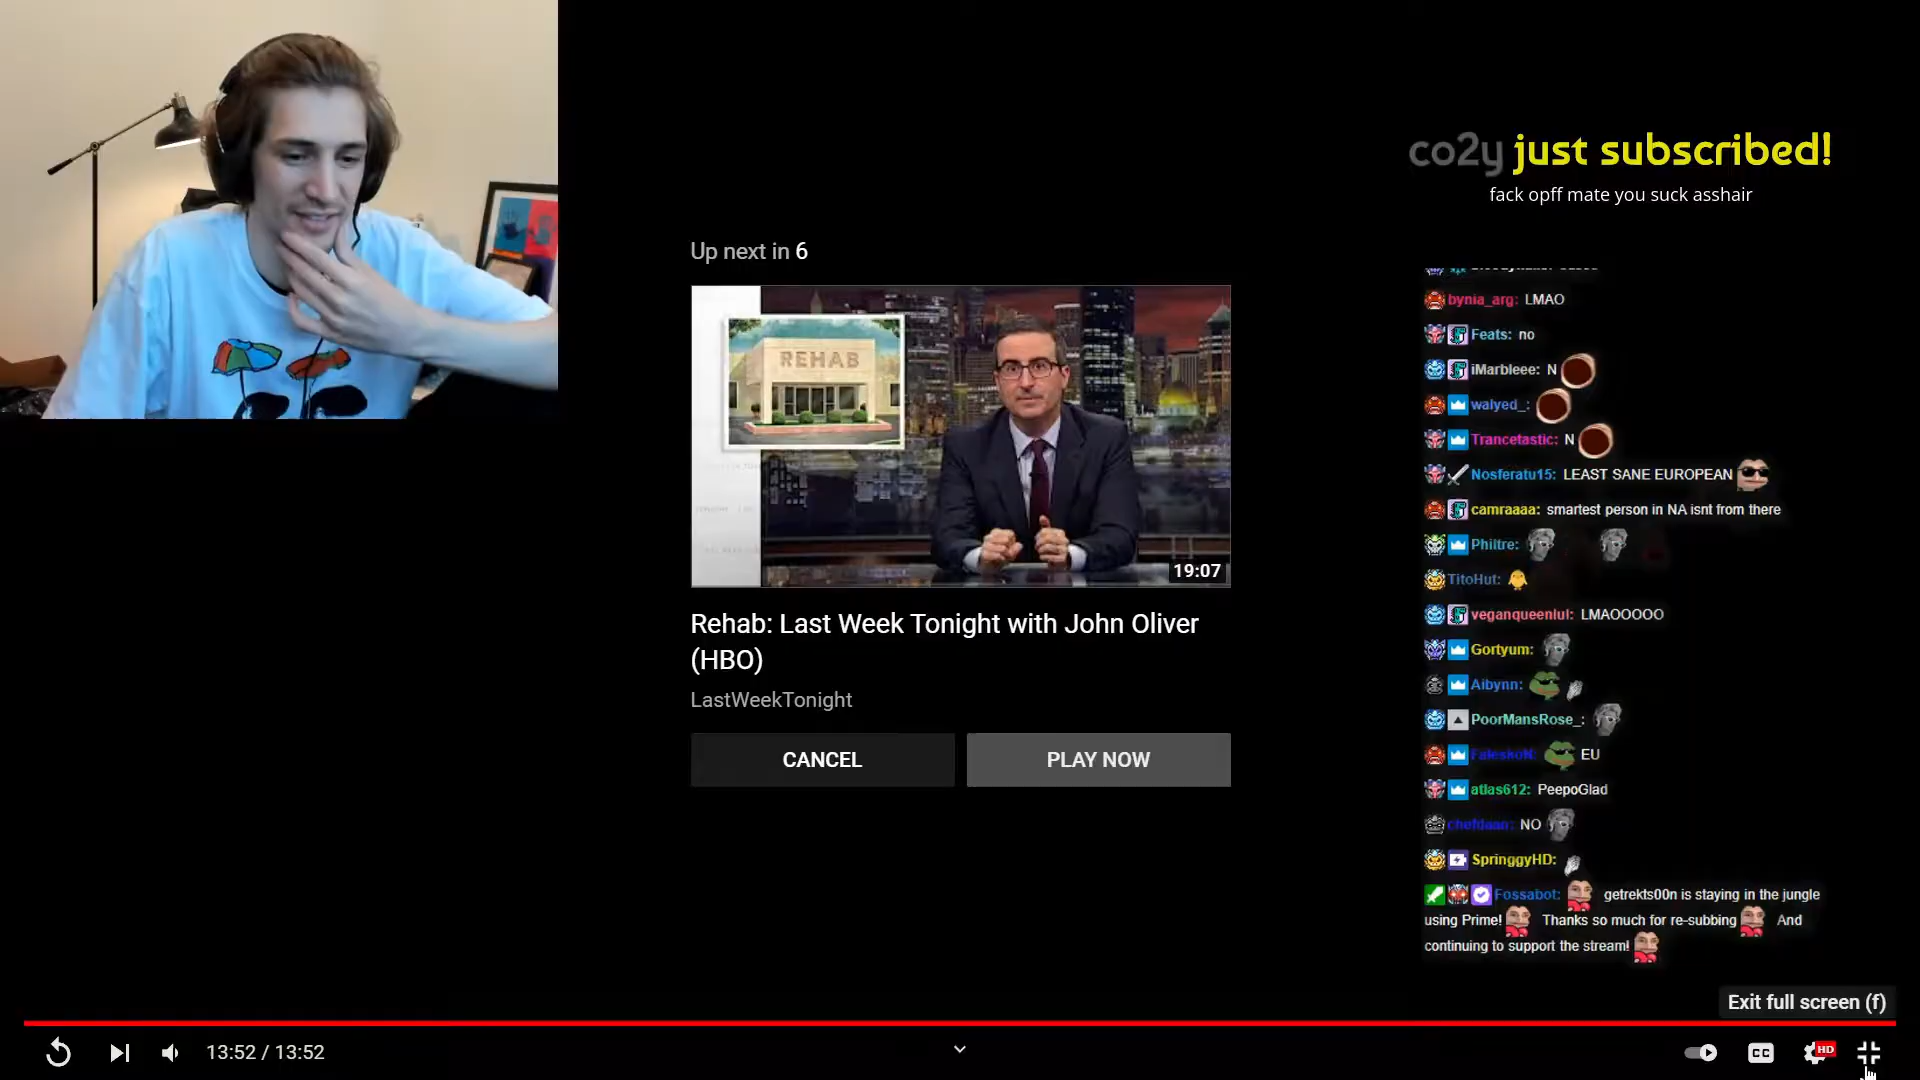 co2y just subscribed!
fack opff mate you suck asshair
Up next in 6
REHAB
19:07
Rehab: Last Week Tonight with John Oliver
(HBO)
LastWeekTonight
CANCEL
PLAY NOW
bynia_arg: LMAO
Feats: no
iMarbleee: N
walyed_:
Trancetastic: N
Nosferatu15: LEAST SANE EUROPEAN
camraaaa: smartest person in NA isnt from there
Philtre:
TitoHut:
veganqueenlul: LMAOOOOO
Gortyum:
Aibynn:
PoorMansRose_:
EU
atlas612: PeepoGlad
chefdaan: NO
SpringgyHD:
Fossabot: getrekts00n is staying in the jungle
using Prime! Thanks so much for re-subbing And
continuing to support the stream!
Exit full screen (f)
13:52 / 13:52
CC
HD